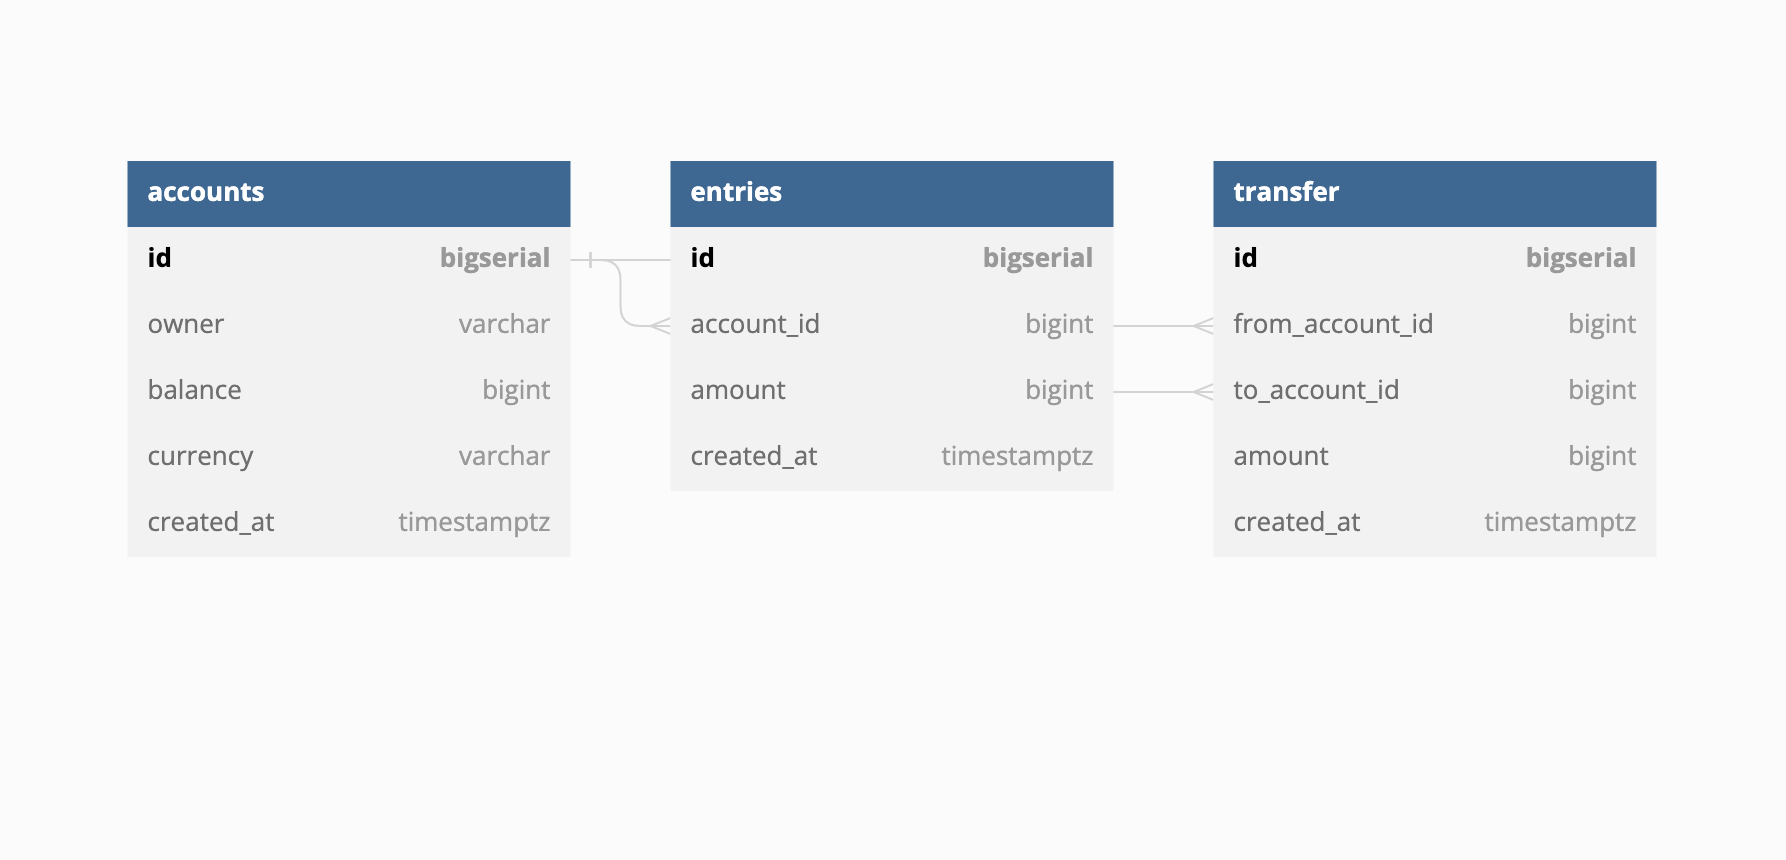 accounts
id bigserial
owner varchar
balance bigint
currency varchar
created_at timestamptz
entries
id bigserial
account_id bigint
amount bigint
created_at timestamptz
transfer
id bigserial
from_account_id bigint
to_account_id bigint
amount bigint
created_at timestamptz